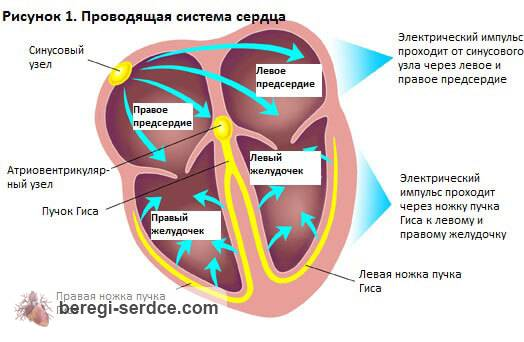 Рисунок 1. Проводящая система сердца
Синусовый
узел
Электрический импульс
проходит от синусового
узла через левое и
правое предсердие
Левое
предсердие
Правое
предсердие
Атриовентрикуляр-
ный узел
Левый
желудочек
Пучок Гиса
Правый
желудочек
Электрический
импульс проходит
через ножку пучка
Гиса к левому и
правому желудочку
Левая ножка пучка
Гиса
Правая ножка пучка
beregi-serdce.com